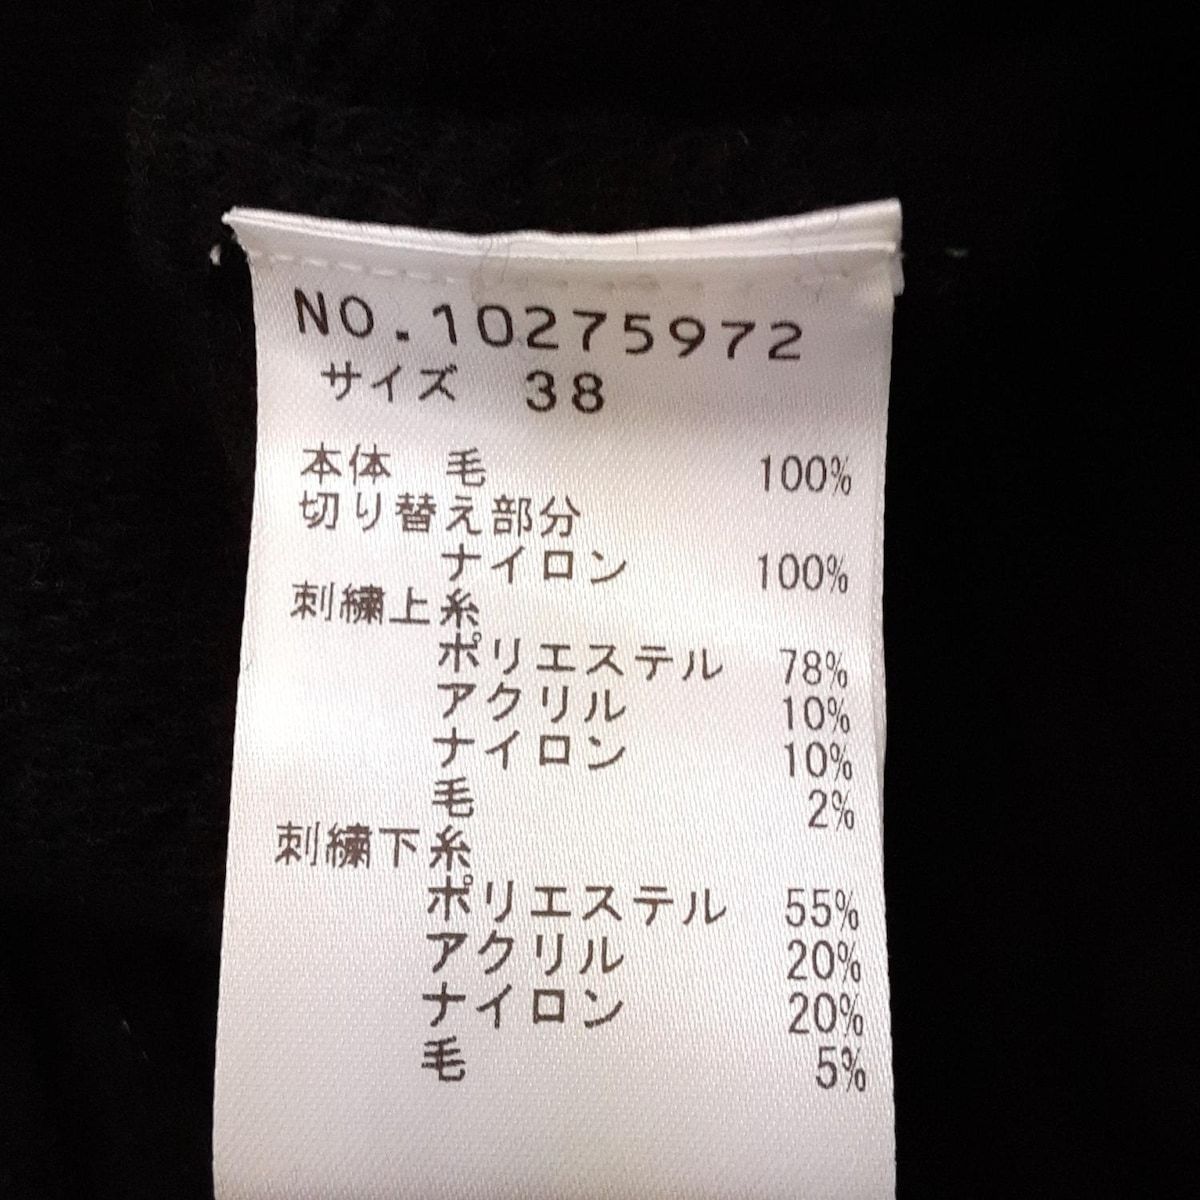 NO.10275972
サイズ 38
本体 毛 100%
切り替え部分
ナイロン 100%
刺繍上糸
ポリエステル 78%
アクリル 10%
ナイロン 10%
毛 2%
刺繍下糸
ポリエステル 55%
アクリル 20%
ナイロン 20%
毛 5%